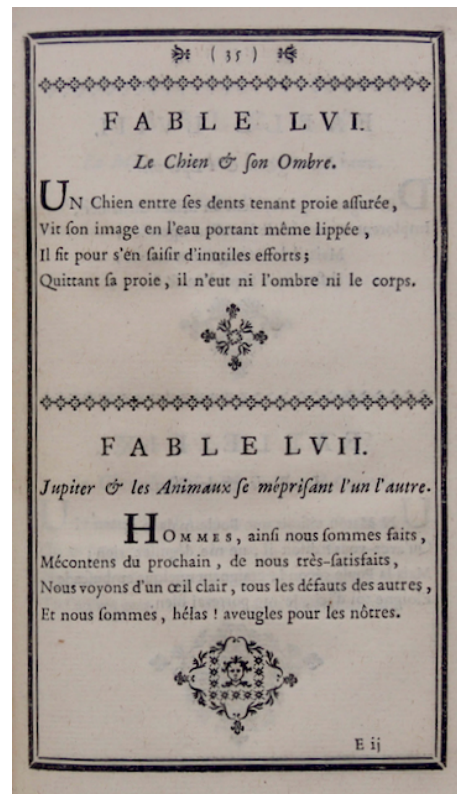 ( 35 )
FABLE LVI.
Le Chien & ſon Ombre.
UN Chien entre ſes dents tenant proie aſſurée,
Vit ſon image en l'eau portant même lippée,
Il fit pour s'en ſaiſir d'inutiles efforts;
Quittant ſa proie, il n'eut ni l'ombre ni le corps.
FABLE LVII.
Jupiter & les Animaux ſe mépriſant l'un l'autre.
HOMMES, ainſi nous ſommes faits,
Mécontens du prochain, de nous très-ſatisfaits,
Nous voyons d'un œil clair, tous les défauts des autres,
Et nous ſommes, hélas ! aveugles pour les nôtres.
E ij